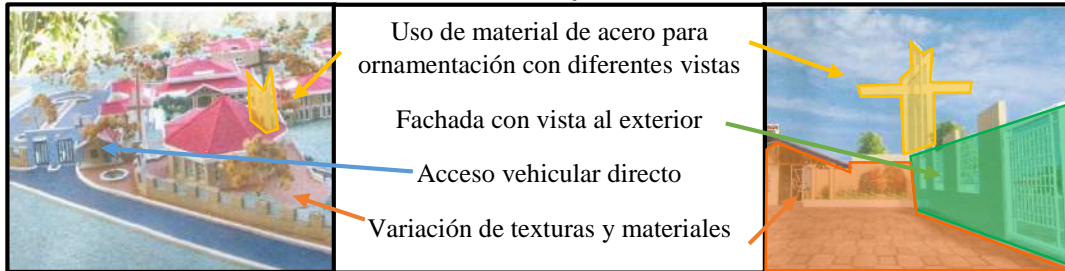 Uso de material de acero para
ornamentación con diferentes vistas
Fachada con vista al exterior
Acceso vehicular directo
Variación de texturas y materiales